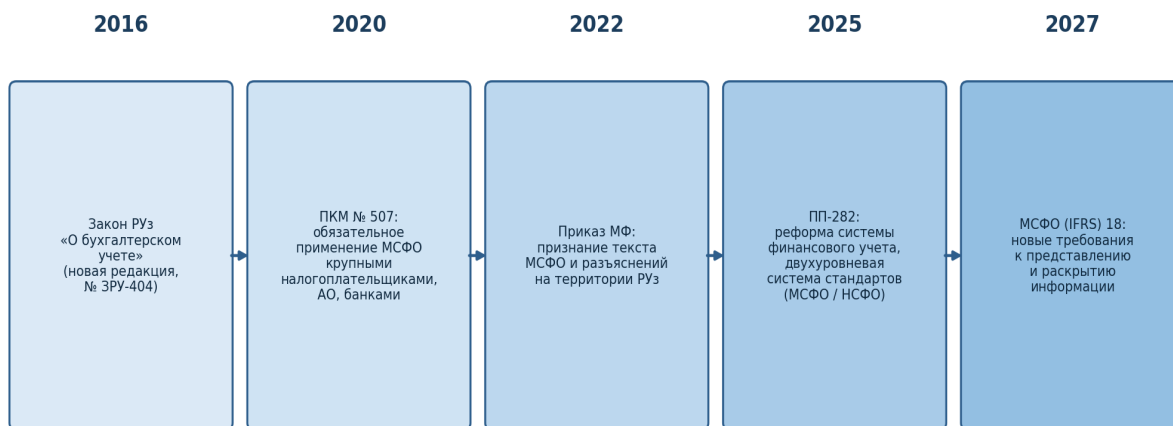 2016
2020
2022
2025
2027
Закон РУз
«О бухгалтерском
учете»
(новая редакция,
№ ЗРУ-404)
ПКМ № 507:
обязательное
применение МСФО
крупными
налогоплательщиками,
АО, банками
Приказ МФ:
признание текста
МСФО и разъяснений
на территории РУз
ПП-282:
реформа системы
финансового учета,
двухуровневая
система стандартов
(МСФО / НСФО)
МСФО (IFRS) 18:
новые требования
к представлению
и раскрытию
информации